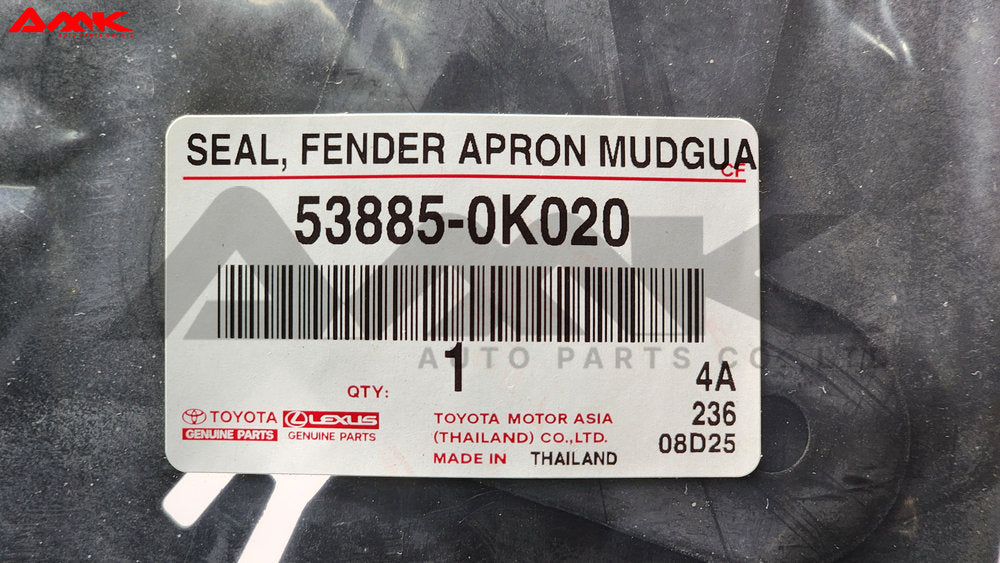 AMK
SEAL, FENDER APRON MUDGUA
CF
53885-0K020
AMK
AUTO PARTS CO., LTD
1
QTY:
4A
236
08D25
TOYOTA
GENUINE PARTS
LEXUS
GENUINE PARTS
TOYOTA MOTOR ASIA
(THAILAND) CO.,LTD.
MADE IN THAILAND